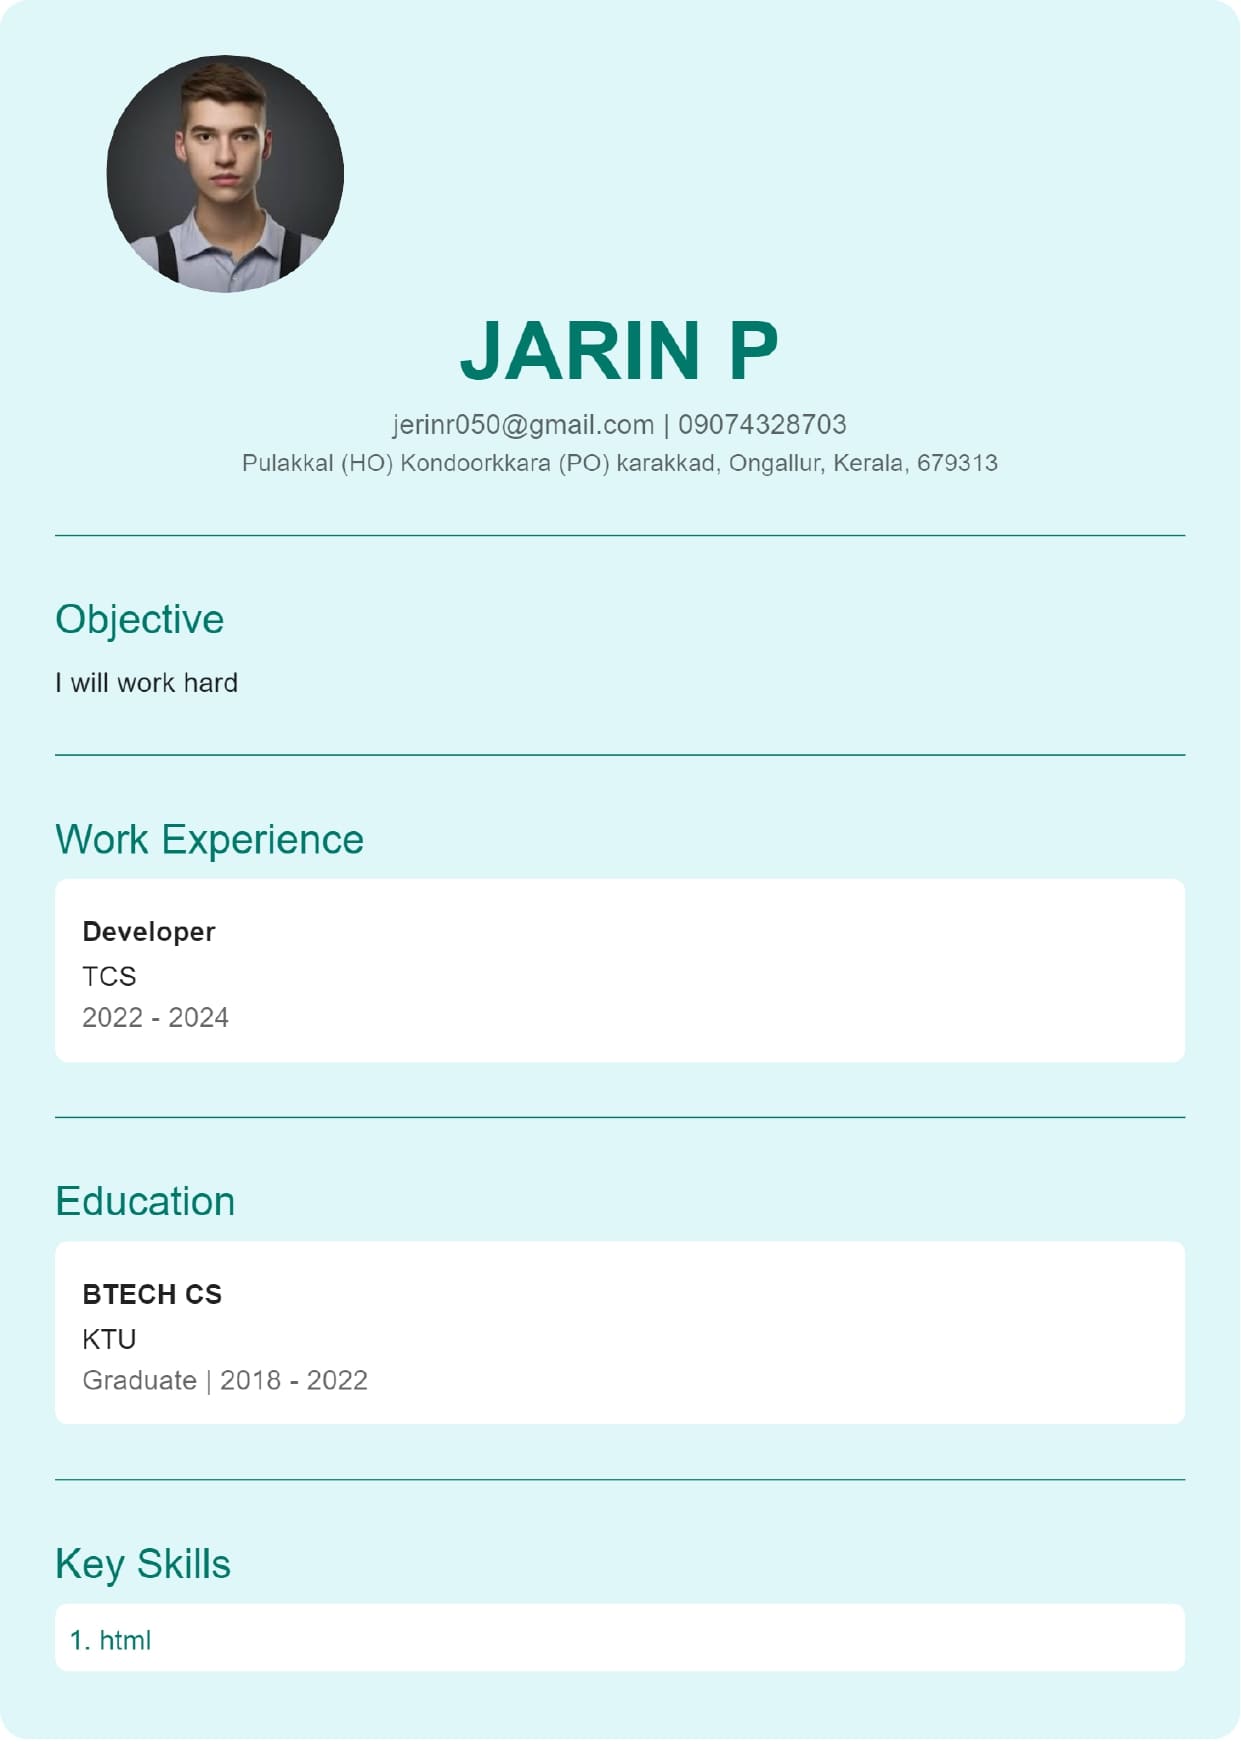 JARIN P
jerinr050@gmail.com | 09074328703
Pulakkal (HO) Kondoorkkara (PO) karakkad, Ongallur, Kerala, 679313
Objective
I will work hard
Work Experience
Developer
TCS
2022 - 2024
Education
BTECH CS
KTU
Graduate | 2018 - 2022
Key Skills
1. html